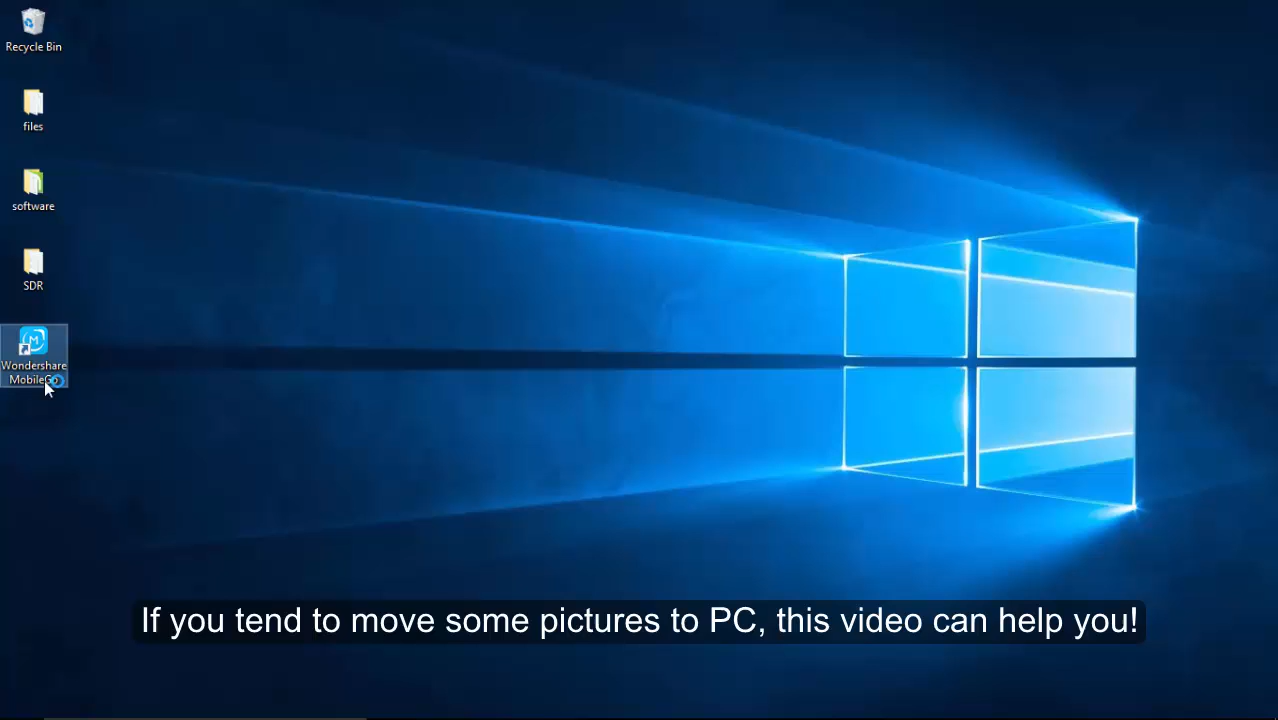 Recycle Bin
files
software
SDR
Wondershare
MobileGo
If you tend to move some pictures to PC, this video can help you!